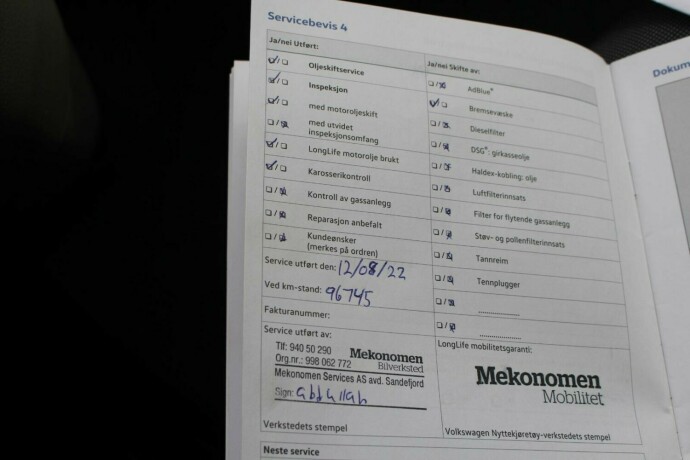 Servicebevis 4
Ja/nei Utført:
Oljeskiftservice
Inspeksjon
med motoroljeskift
med utvidet
inspeksjonsomfang
LongLife motorolje brukt
Karosserikontroll
Kontroll av gassanlegg
Reparasjon anbefalt
Kundeønsker
(merkes på ordren)
Service utført den: 12/08/22
Ved km-stand: 96745
Fakturanummer:
Service utført av:
Tlf: 940 50 290
Org.nr.: 998 062 772
Mekonomen
Bilverksted
Mekonomen Services AS avd. Sandefjord
Sign: abdullah
Verkstedets stempel
Neste service
Ja/nei Skifte av:
AdBlue®
Bremsevæske
Dieselfilter
DSG®: girkasseolje
Haldex-kobling: olje
Luftfilterinnsats
Filter for flytende gassanlegg
Støv- og pollenfilterinnsats
Tannreim
Tennplugger
....................
....................
LongLife mobilitetsgaranti:
Mekonomen
Mobilitet
Volkswagen Nyttekjøretøy-verkstedets stempel
Dokum